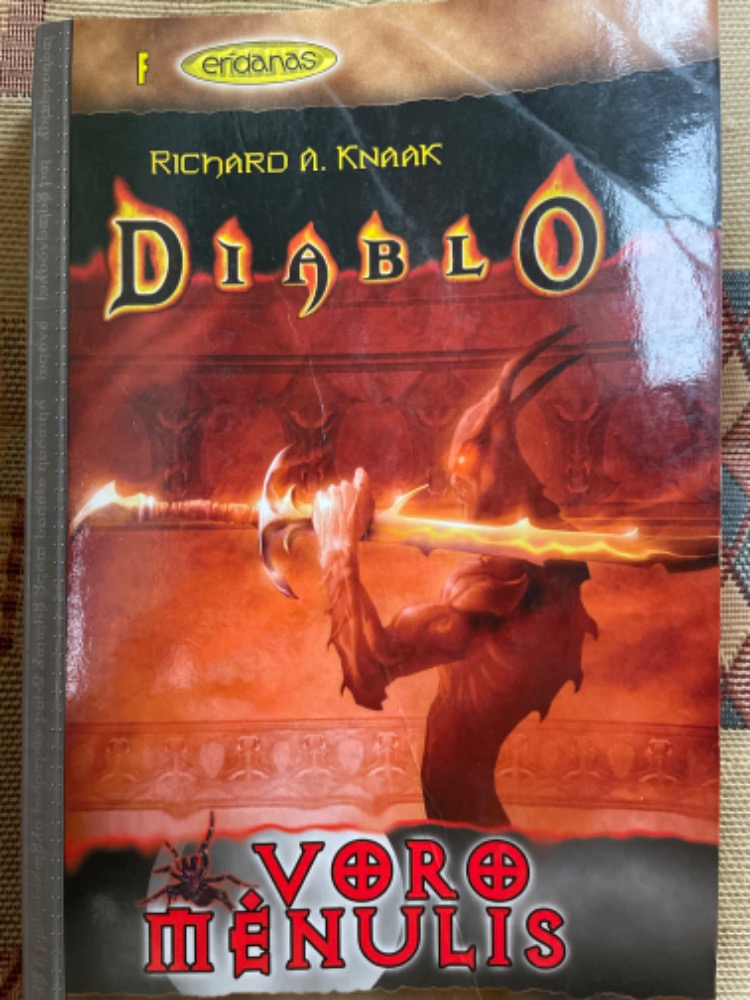 F
eridanas
RICHARD A. KNAAK
DIABLO
VORO
MĖNULIS